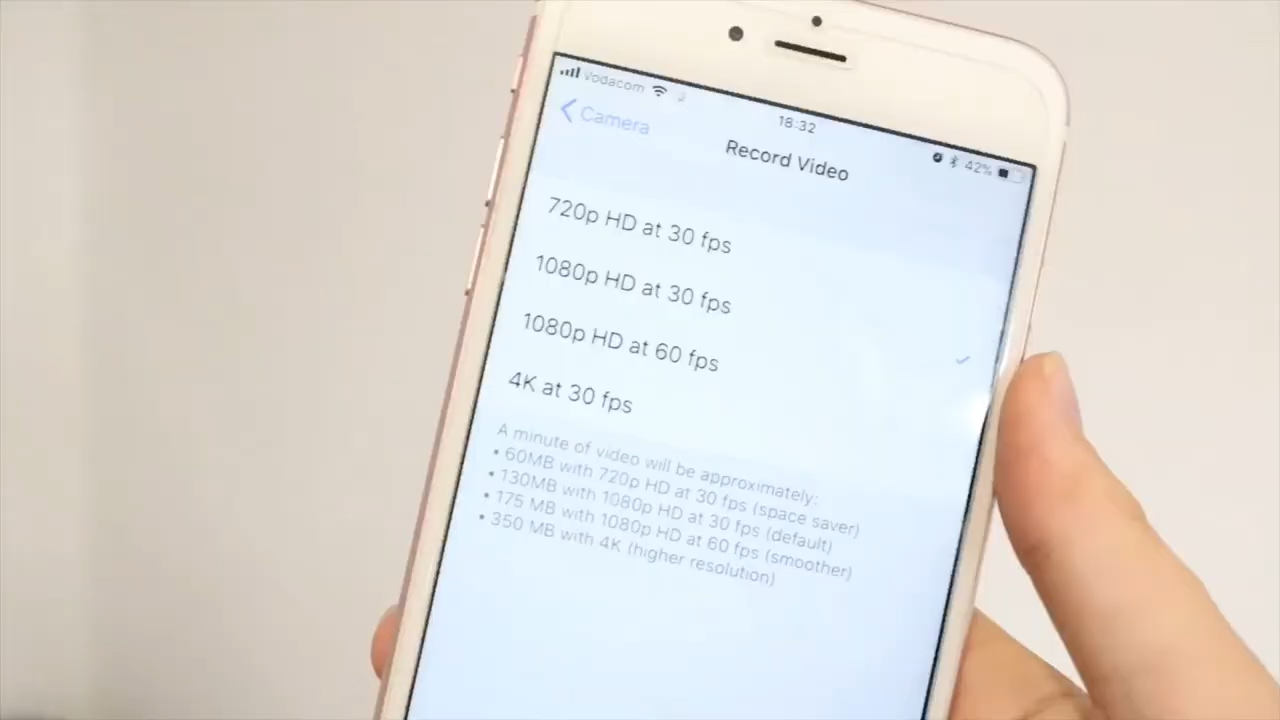 Vodacom 18:32 42%
Camera Record Video
720p HD at 30 fps
1080p HD at 30 fps
1080p HD at 60 fps
4K at 30 fps
A minute of video will be approximately:
• 60MB with 720p HD at 30 fps (space saver)
• 130MB with 1080p HD at 30 fps (default)
• 175 MB with 1080p HD at 60 fps (smoother)
• 350 MB with 4K (higher resolution)